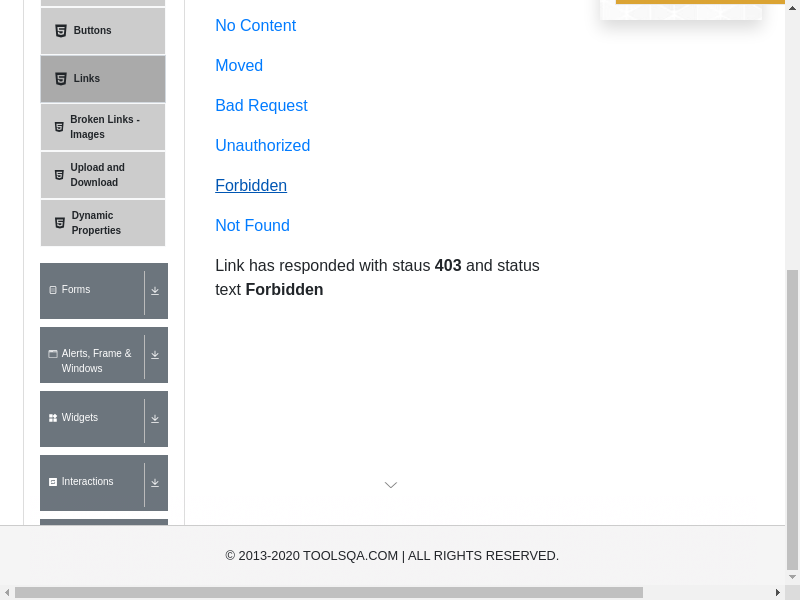 Buttons
Links
Broken Links -
Images
Upload and
Download
Dynamic
Properties
Forms
Alerts, Frame &
Windows
Widgets
Interactions
No Content
Moved
Bad Request
Unauthorized
Forbidden
Not Found
Link has responded with staus 403 and status
text Forbidden
© 2013-2020 TOOLSQA.COM | ALL RIGHTS RESERVED.